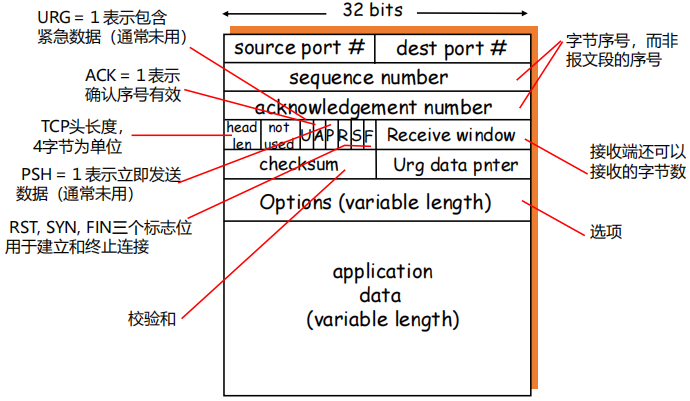 32 bits
URG = 1 表示包含
紧急数据（通常未用）
source port #
dest port #
字节序号，而非
报文段的序号
sequence number
ACK = 1 表示
确认序号有效
acknowledgement number
TCP头长度，
4字节为单位
head
len
not
used
U A P R S F
Receive window
接收端还可以
接收的字节数
checksum
Urg data pnter
PSH = 1 表示立即发送
数据（通常未用）
Options (variable length)
选项
RST, SYN, FIN三个标志位
用于建立和终止连接
application
data
(variable length)
校验和